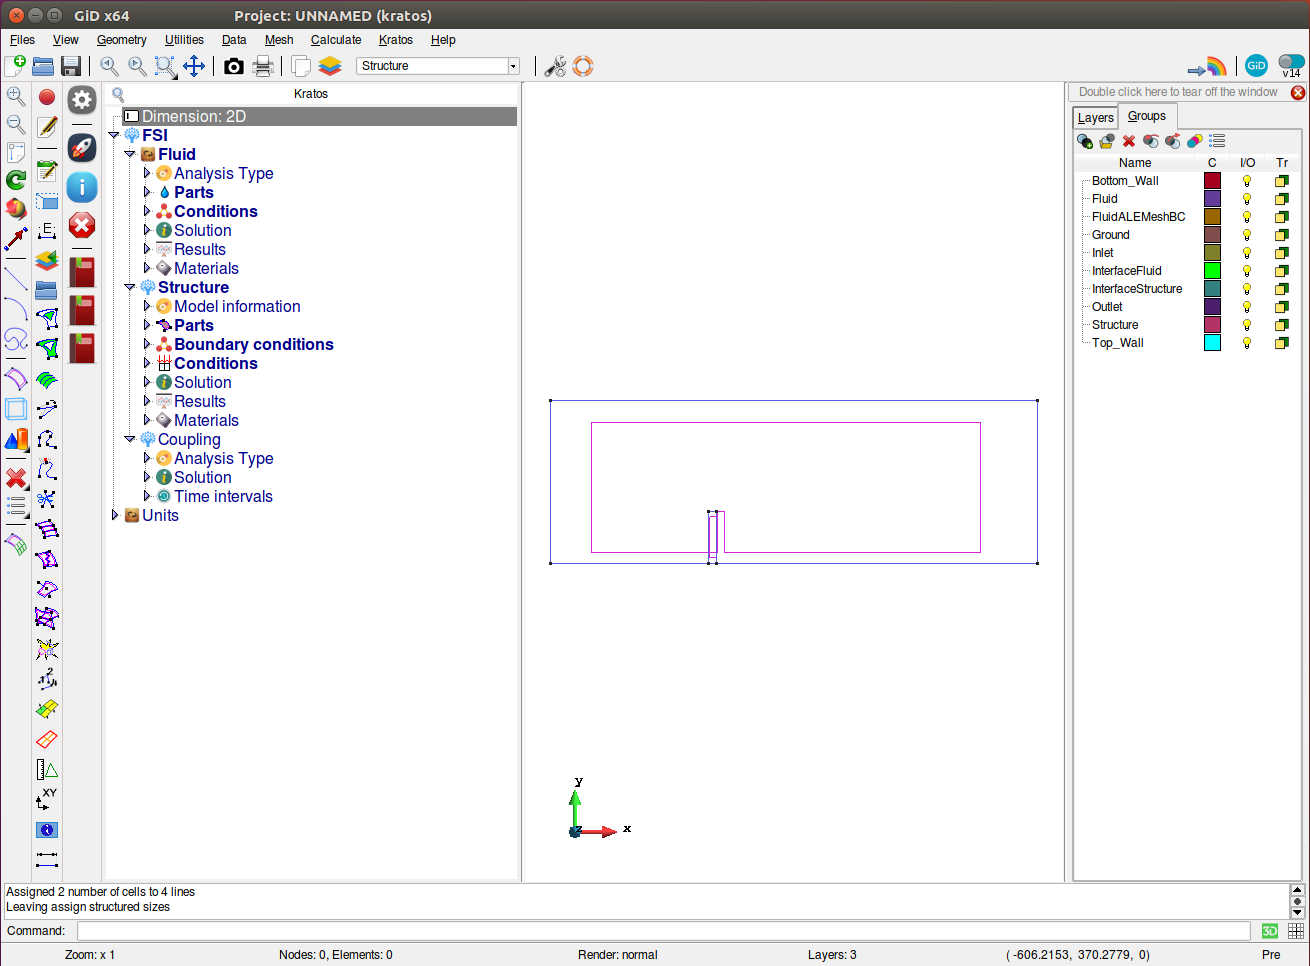 GiD x64 Project: UNNAMED (kratos)
Files View Geometry Utilities Data Mesh Calculate Kratos Help
Structure
GiD
v14
Kratos
Dimension: 2D
FSI
Fluid
Analysis Type
Parts
Conditions
Solution
Results
Materials
Structure
Model information
Parts
Boundary conditions
Conditions
Solution
Results
Materials
Coupling
Analysis Type
Solution
Time intervals
Units
.E.
XY
y
z x
Double click here to tear off the window
Layers Groups
Name C I/O Tr
Bottom_Wall
Fluid
FluidALEMeshBC
Ground
Inlet
InterfaceFluid
InterfaceStructure
Outlet
Structure
Top_Wall
Assigned 2 number of cells to 4 lines
Leaving assign structured sizes
Command:
3D
Zoom: x 1 Nodes: 0, Elements: 0 Render: normal Layers: 3 ( -606.2153, 370.2779, 0) Pre